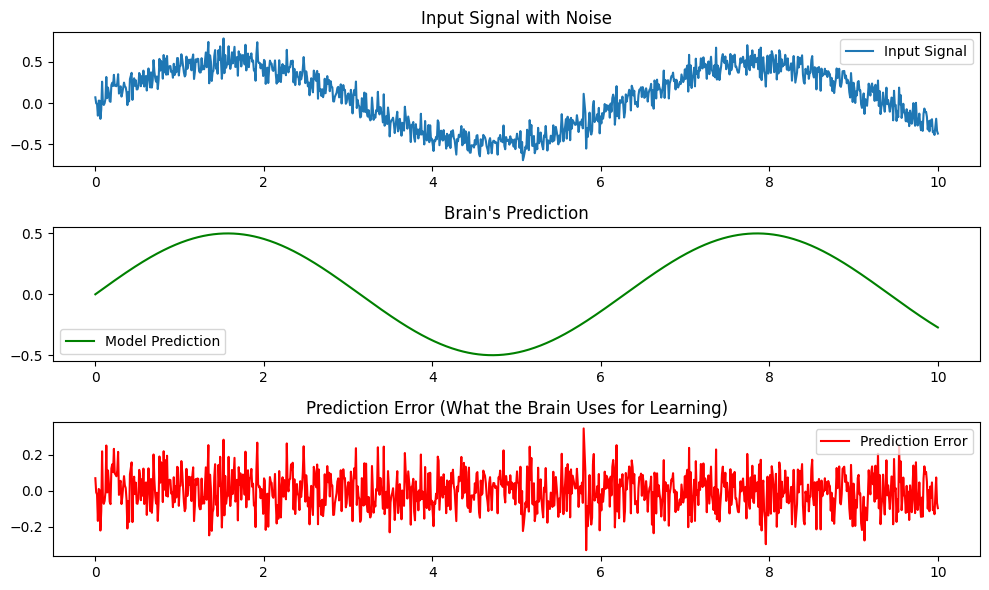 Input Signal with Noise
Input Signal
0.5
0.0
−0.5
0 2 4 6 8 10
Brain's Prediction
0.5
0.0
−0.5
Model Prediction
0 2 4 6 8 10
Prediction Error (What the Brain Uses for Learning)
Prediction Error
0.2
0.0
−0.2
0 2 4 6 8 10